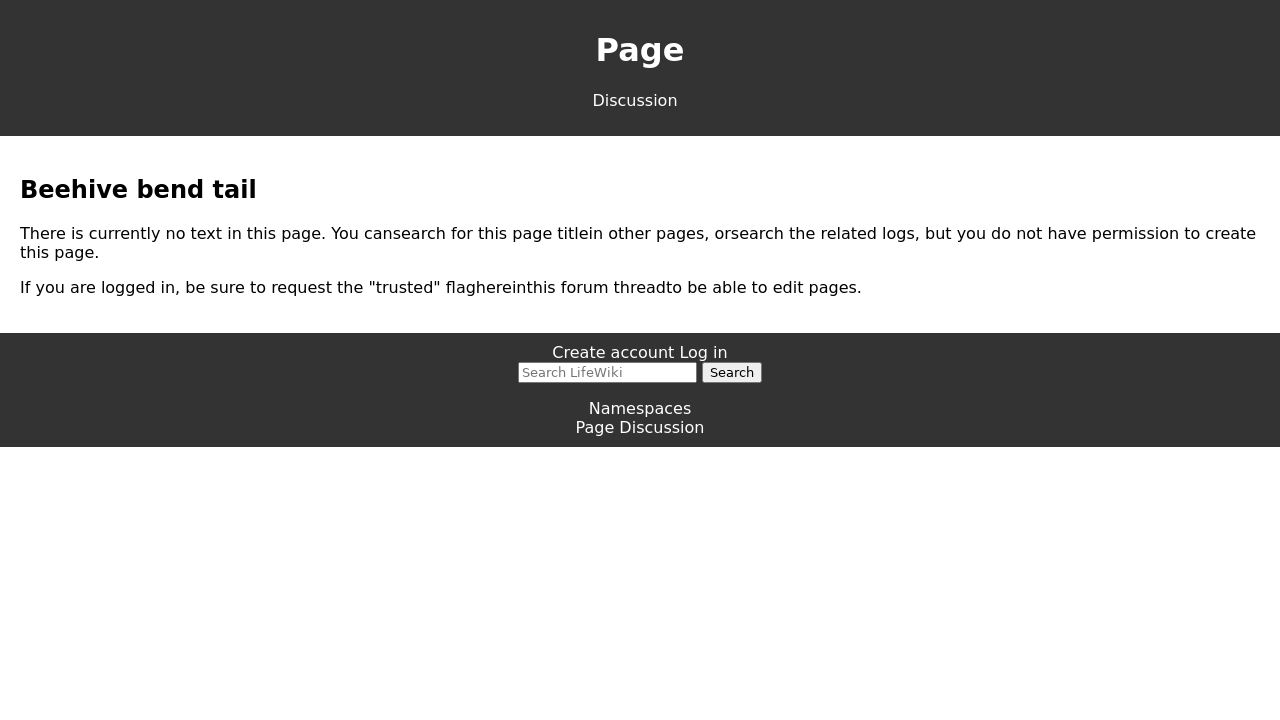 Page
Discussion
Beehive bend tail
There is currently no text in this page. You cansearch for this page titlein other pages, orsearch the related logs, but you do not have permission to create
this page.
If you are logged in, be sure to request the "trusted" flaghereinthis forum threadto be able to edit pages.
Create account Log in
Search LifeWiki Search
Namespaces
Page Discussion